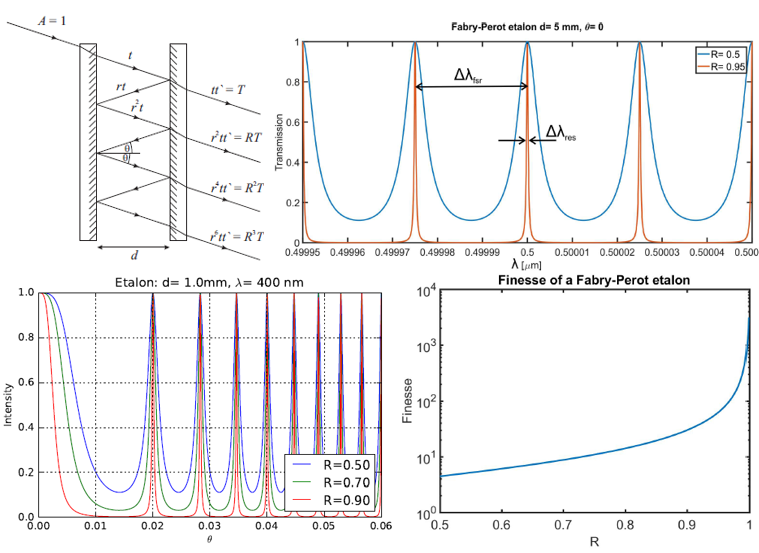 A = 1
t
rt
r²t
tt` = T
r²tt` = RT
θ
θ
r⁴tt` = R²T
r⁶tt` = R³T
d
Fabry-Perot etalon d= 5 mm, θ= 0
Transmission
1
0.8
0.6
0.4
0.2
0
R= 0.5
R= 0.95
Δλfsr
Δλres
0.49995 0.49996 0.49997 0.49998 0.49999 0.5 0.50001 0.50002 0.50003 0.50004 0.500
λ [μm]
Etalon: d= 1.0mm, λ= 400 nm
Intensity
1.0
0.8
0.6
0.4
0.2
0.0
R=0.50
R=0.70
R=0.90
0.00 0.01 0.02 0.03 0.04 0.05 0.06
θ
Finesse of a Fabry-Perot etalon
Finesse
10⁴
10³
10²
10¹
10⁰
0.5 0.6 0.7 0.8 0.9 1
R